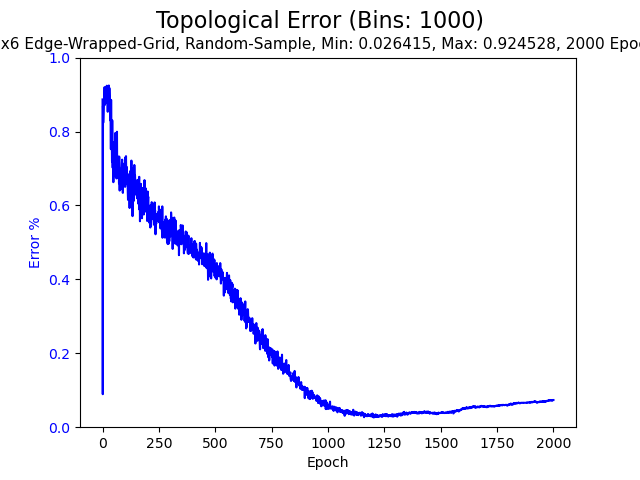 Topological Error (Bins: 1000)
x6 Edge-Wrapped-Grid, Random-Sample, Min: 0.026415, Max: 0.924528, 2000 Epo
1.0
0.8
0.6
0.4
0.2
0.0
Error %
0 250 500 750 1000 1250 1500 1750 2000
Epoch